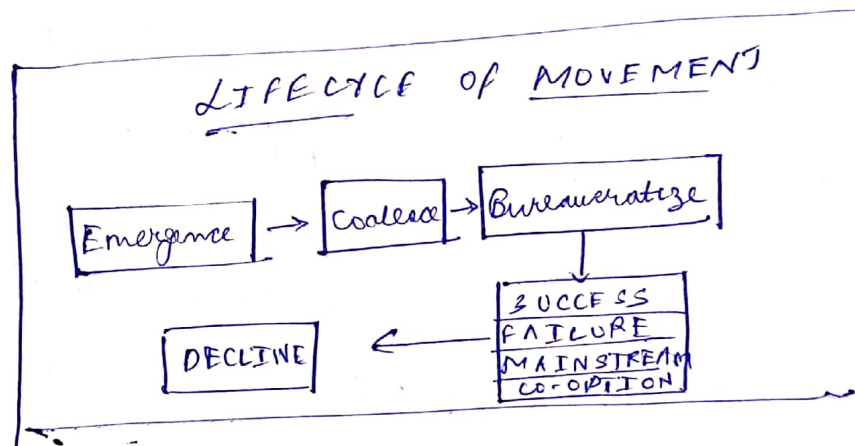 LIFECYCE of MOVEMENT
Emergence → Coalesce → Bureaucratize
SUCCESS
FAILURE
MAINSTREAM
CO-OPTION
DECLINE